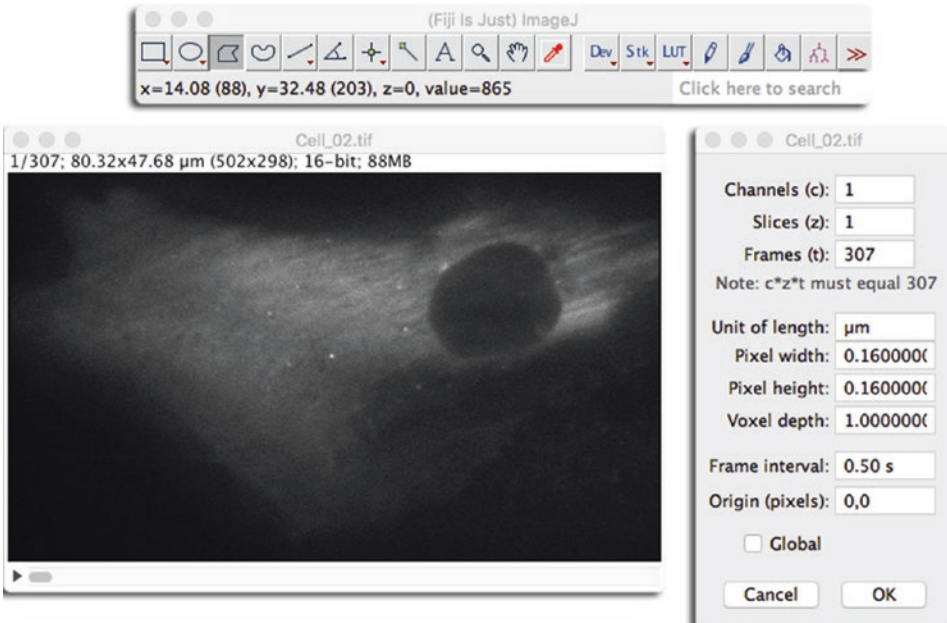 (Fiji Is Just) ImageJ
A Dev Stk LUT >>
x=14.08 (88), y=32.48 (203), z=0, value=865
Click here to search
Cell_02.tif
1/307; 80.32x47.68 µm (502x298); 16-bit; 88MB
Cell_02.tif
Channels (c): 1
Slices (z): 1
Frames (t): 307
Note: c*z*t must equal 307
Unit of length: µm
Pixel width: 0.1600000(
Pixel height: 0.1600000(
Voxel depth: 1.0000000(
Frame interval: 0.50 s
Origin (pixels): 0,0
Global
Cancel OK